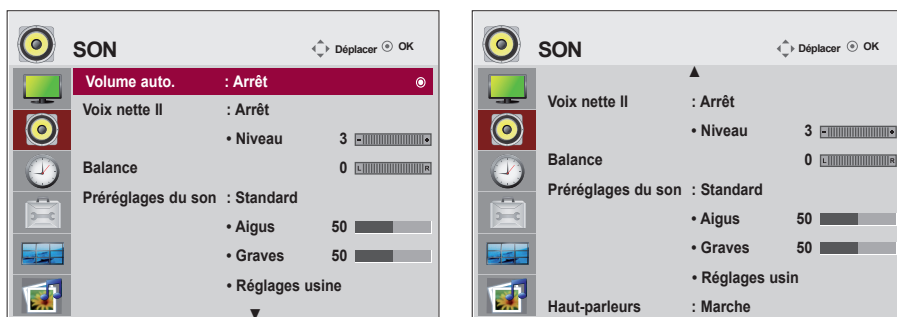 SON Déplacer OK
Volume auto. : Arrêt
Voix nette II : Arrêt
• Niveau 3 - +
Balance 0 L R
Préréglages du son : Standard
• Aigus 50
• Graves 50
• Réglages usine
▼
SON Déplacer OK
▲
Voix nette II : Arrêt
• Niveau 3 - +
Balance 0 L R
Préréglages du son : Standard
• Aigus 50
• Graves 50
• Réglages usin
Haut-parleurs : Marche